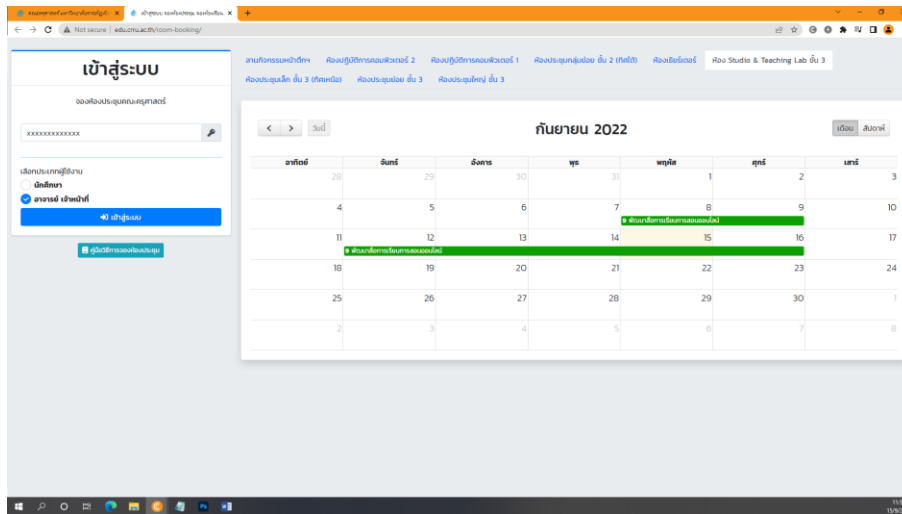 Not secure | edu.cmu.ac.th/room-booking/
เข้าสู่ระบบ
จองห้องประชุมคณะครุศาสตร์
xxxxxxxxxxxxx
เลือกประเภทผู้ใช้งาน
นักศึกษา
อาจารย์ เจ้าหน้าที่
เข้าสู่ระบบ
คู่มือวิธีการจองห้องประชุม
ลานกิจกรรมหน้าตึกฯ ห้องปฏิบัติการคอมพิวเตอร์ 2 ห้องปฏิบัติการคอมพิวเตอร์ 1 ห้องประชุมกลุ่มย่อย ชั้น 2 (ทิศใต้) ห้องเธียร์เตอร์ ห้อง Studio & Teaching Lab ชั้น 3
ห้องประชุมเล็ก ชั้น 3 (ทิศเหนือ) ห้องประชุมย่อย ชั้น 3 ห้องประชุมใหญ่ ชั้น 3
วันนี้
กันยายน 2022
เดือน สัปดาห์
อาทิตย์ จันทร์ อังคาร พุธ พฤหัส ศุกร์ เสาร์
28 29 30 31 1 2 3
4 5 6 7 8 9 10
9 พัฒนาสื่อการเรียนการสอนออนไลน์
11 12 13 14 15 16 17
9 พัฒนาสื่อการเรียนการสอนออนไลน์
18 19 20 21 22 23 24
25 26 27 28 29 30 1
2 3 4 5 6 7 8